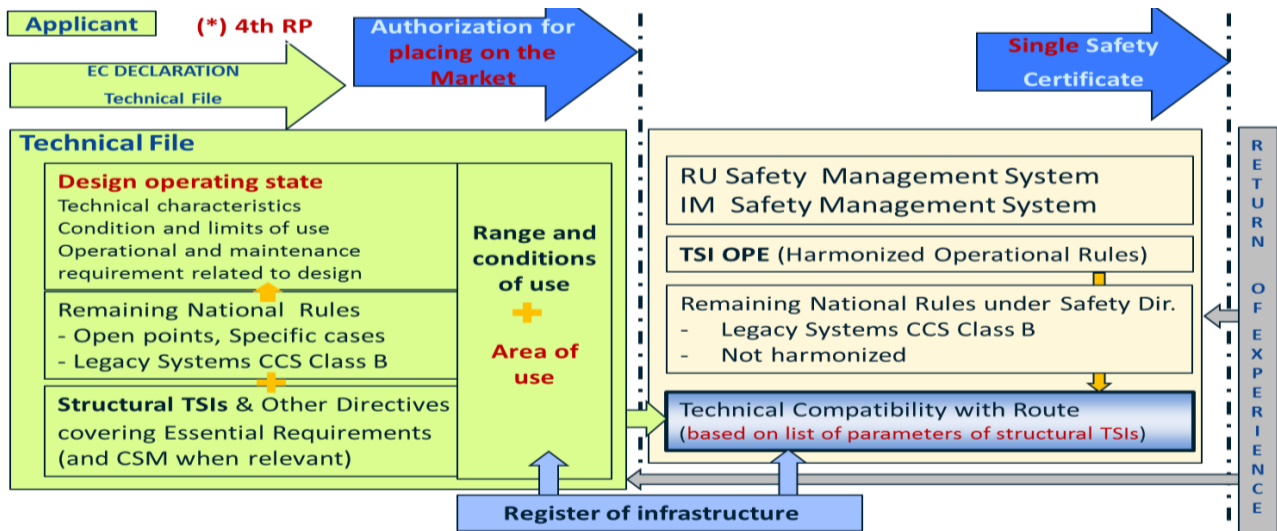 Applicant
(*) 4th RP
EC DECLARATION
Technical File
Authorization for
placing on the
Market
Single Safety
Certificate
Technical File
Design operating state
Technical characteristics
Condition and limits of use
Operational and maintenance
requirement related to design
Remaining National Rules
- Open points, Specific cases
- Legacy Systems CCS Class B
Structural TSIs & Other Directives
covering Essential Requirements
(and CSM when relevant)
Range and
conditions
of use
Area of
use
RU Safety Management System
IM Safety Management System
TSI OPE (Harmonized Operational Rules)
Remaining National Rules under Safety Dir.
- Legacy Systems CCS Class B
- Not harmonized
Technical Compatibility with Route
(based on list of parameters of structural TSIs)
Register of infrastructure
RETURN OF EXPERIENCE